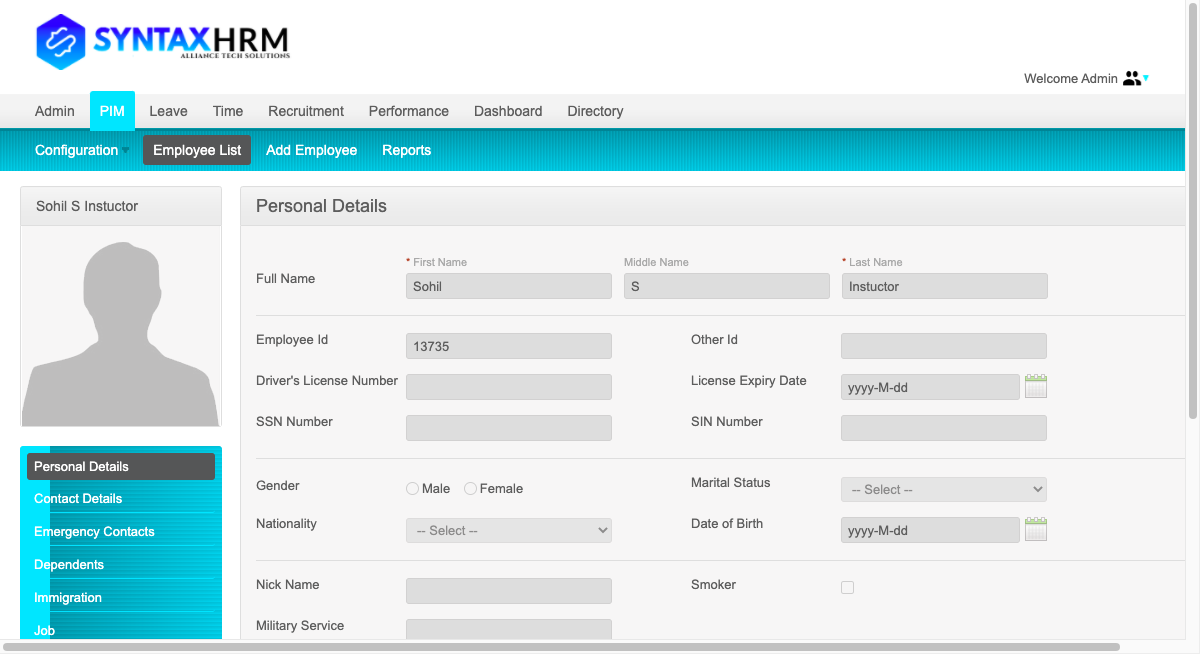 SYNTAXHRM
ALLIANCE TECH SOLUTIONS
Welcome Admin
Admin PIM Leave Time Recruitment Performance Dashboard Directory
Configuration Employee List Add Employee Reports
Sohil S Instuctor
Personal Details
* First Name Middle Name * Last Name
Full Name Sohil S Instuctor
Employee Id 13735 Other Id
Driver's License Number License Expiry Date yyyy-M-dd
SSN Number SIN Number
Gender Male Female Marital Status -- Select --
Nationality -- Select -- Date of Birth yyyy-M-dd
Nick Name Smoker
Military Service
Personal Details
Contact Details
Emergency Contacts
Dependents
Immigration
Job